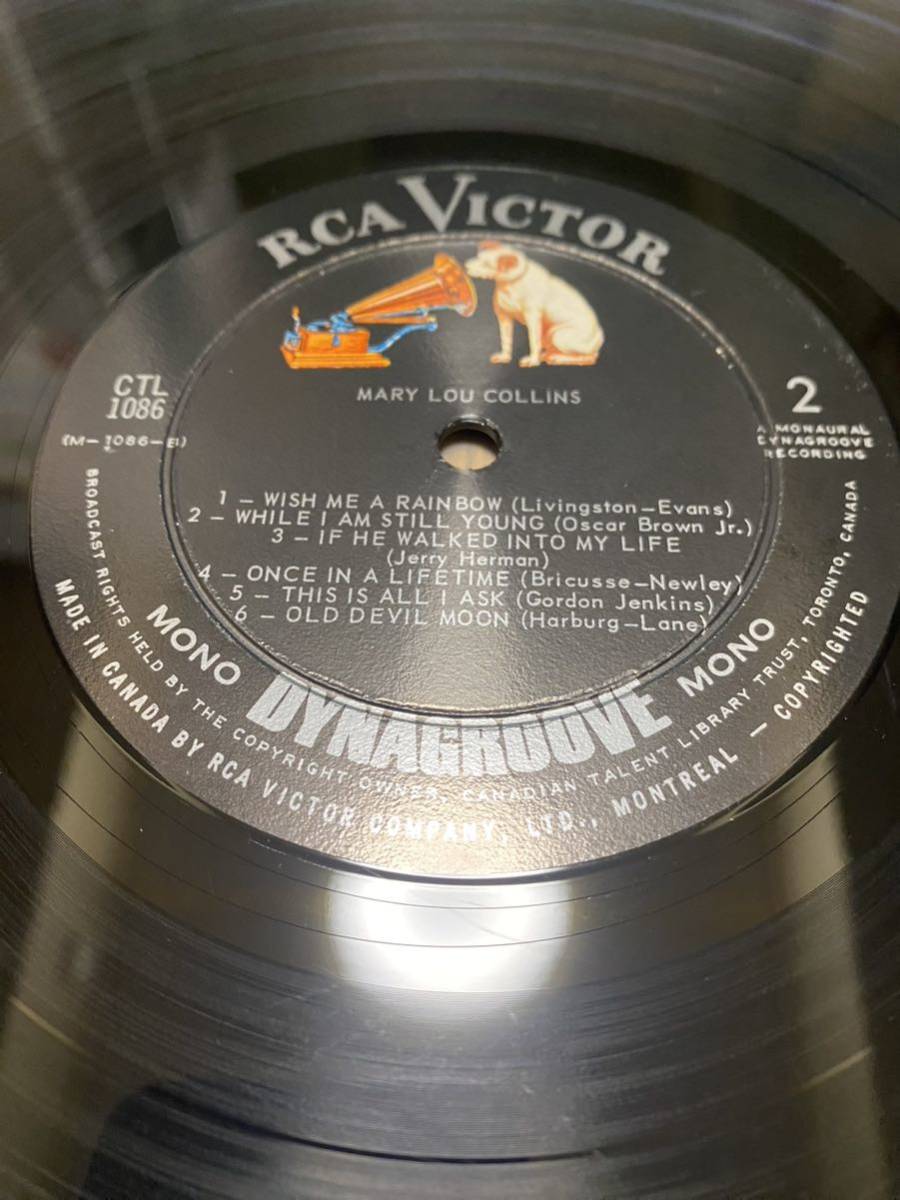 RCA VICTOR
MARY LOU COLLINS
CTL
1086
(M-1086-B)
2
A MONAURAL
DYNAGROOVE
RECORDING
1 - WISH ME A RAINBOW (Livingston-Evans)
2 - WHILE I AM STILL YOUNG (Oscar Brown Jr.)
3 - IF HE WALKED INTO MY LIFE
(Jerry Herman)
4 - ONCE IN A LIFETIME (Bricusse-Newley)
5 - THIS IS ALL I ASK (Gordon Jenkins)
6 - OLD DEVIL MOON (Harburg-Lane)
MONO DYNAGROOVE MONO
BROADCAST RIGHTS HELD BY THE COPYRIGHT OWNER, CANADIAN TALENT LIBRARY TRUST, TORONTO, CANADA
MADE IN CANADA BY RCA VICTOR COMPANY, LTD., MONTREAL - COPYRIGHTED